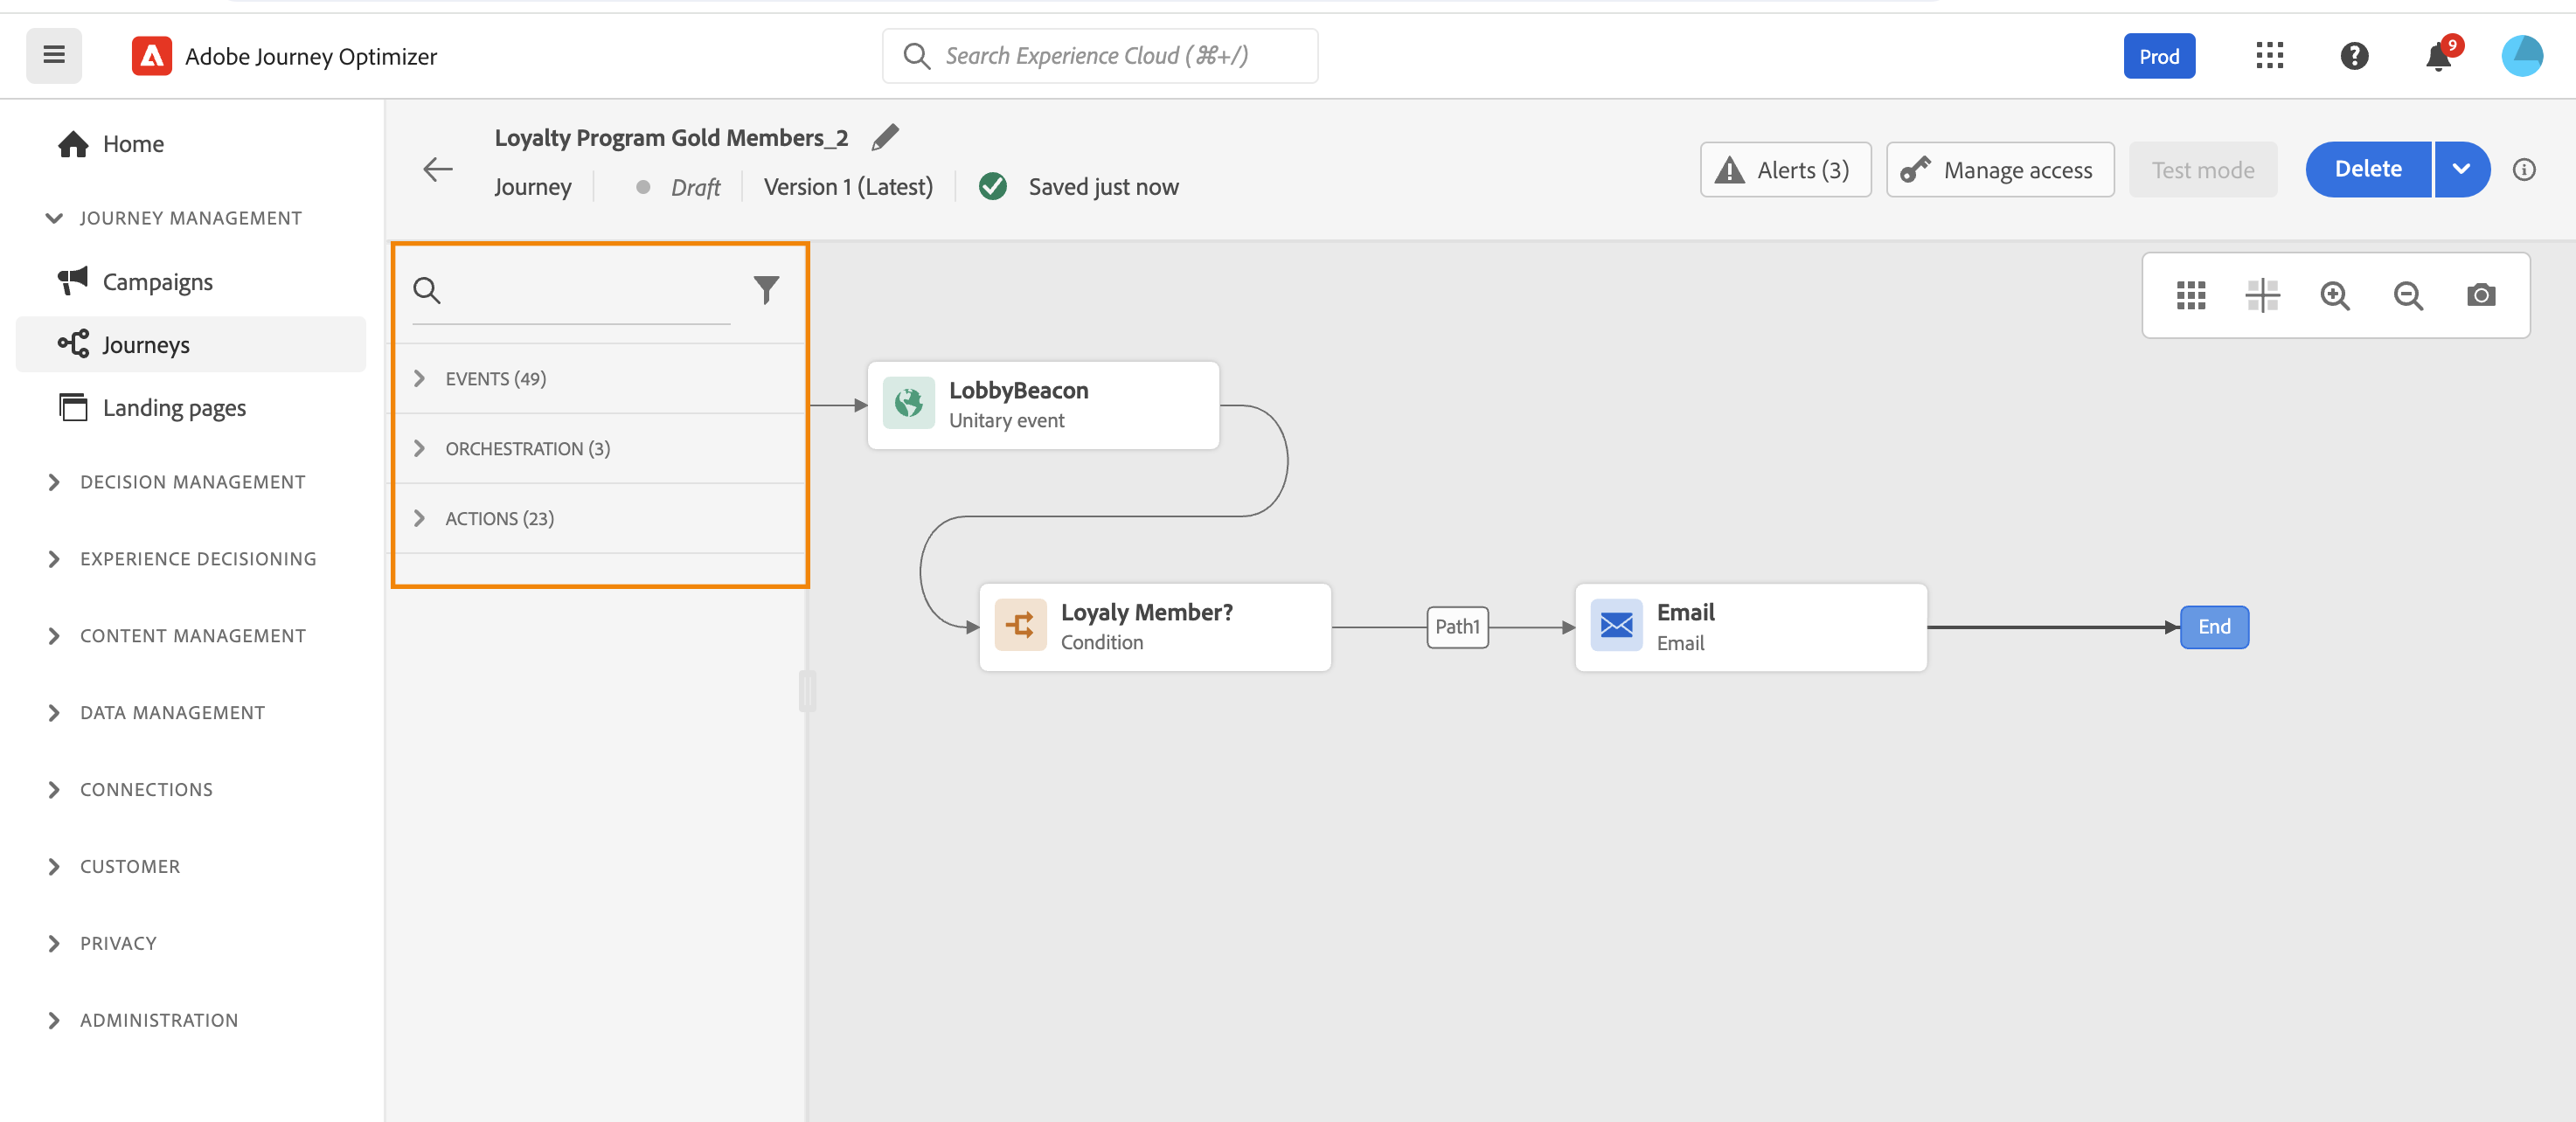 Adobe Journey Optimizer
Search Experience Cloud (⌘+/)
Prod
9
Home
JOURNEY MANAGEMENT
Campaigns
Journeys
Landing pages
DECISION MANAGEMENT
EXPERIENCE DECISIONING
CONTENT MANAGEMENT
DATA MANAGEMENT
CONNECTIONS
CUSTOMER
PRIVACY
ADMINISTRATION
Loyalty Program Gold Members_2
Journey Draft Version 1 (Latest) Saved just now
Alerts (3)
Manage access
Test mode
Delete
EVENTS (49)
ORCHESTRATION (3)
ACTIONS (23)
LobbyBeacon
Unitary event
Loyaly Member?
Condition
Path1
Email
Email
End